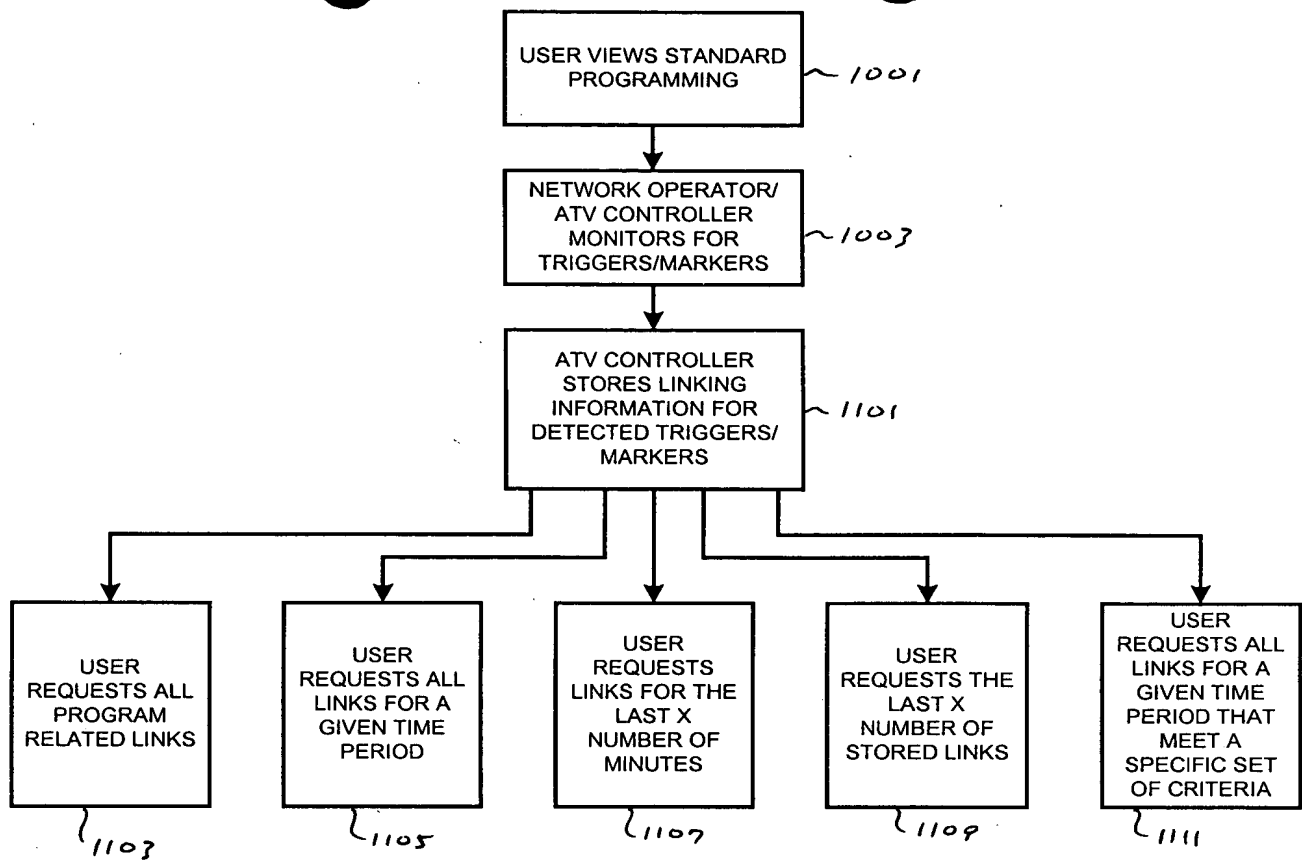 USER VIEWS STANDARD
PROGRAMMING
1001
NETWORK OPERATOR/
ATV CONTROLLER
MONITORS FOR
TRIGGERS/MARKERS
1003
ATV CONTROLLER
STORES LINKING
INFORMATION FOR
DETECTED TRIGGERS/
MARKERS
1101
USER
REQUESTS ALL
PROGRAM
RELATED LINKS
1103
USER
REQUESTS ALL
LINKS FOR A
GIVEN TIME
PERIOD
1105
USER
REQUESTS
LINKS FOR THE
LAST X
NUMBER OF
MINUTES
1107
USER
REQUESTS THE
LAST X
NUMBER OF
STORED LINKS
1109
USER
REQUESTS ALL
LINKS FOR A
GIVEN TIME
PERIOD THAT
MEET A
SPECIFIC SET
OF CRITERIA
1111